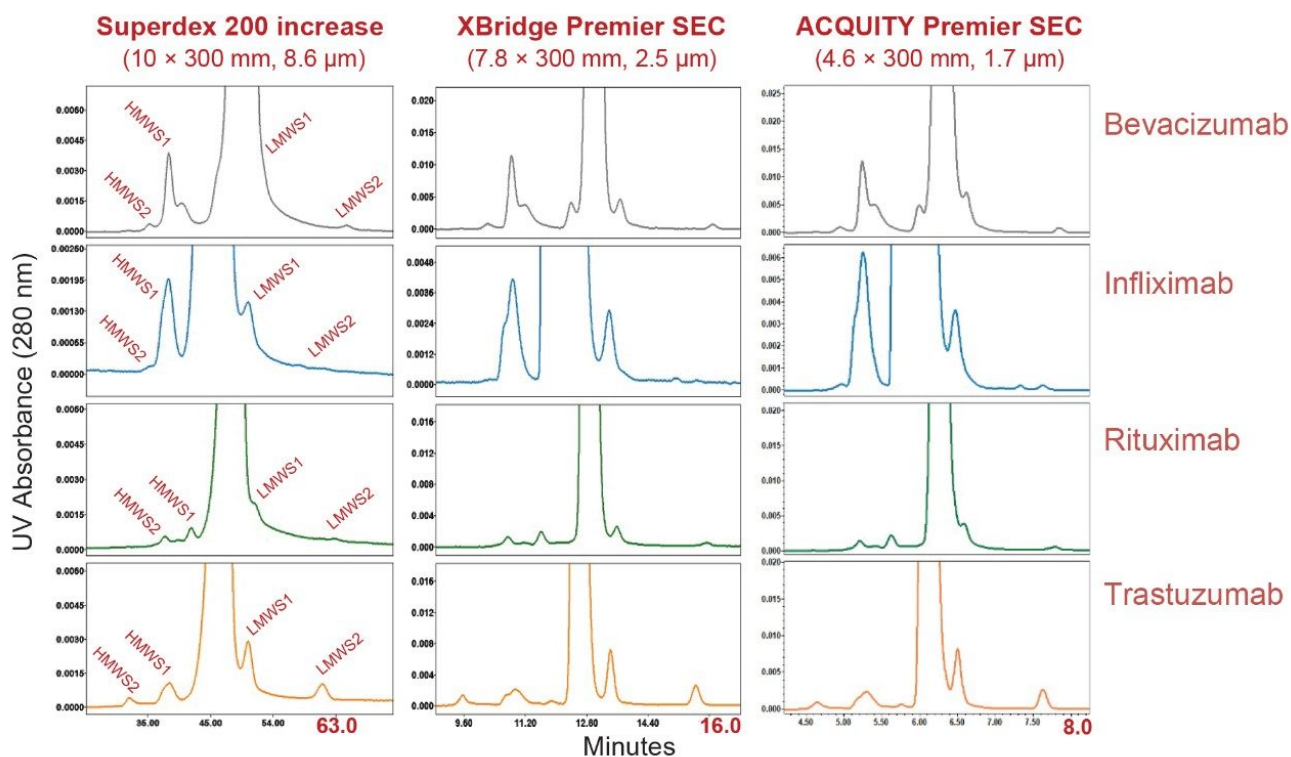 Superdex 200 increase
(10 × 300 mm, 8.6 µm)
XBridge Premier SEC
(7.8 × 300 mm, 2.5 µm)
ACQUITY Premier SEC
(4.6 × 300 mm, 1.7 µm)
UV Absorbance (280 nm)
0.0060
0.0045
0.0030
0.0015
0.0000
HMWS2
HMWS1
LMWS1
LMWS2
0.020
0.015
0.010
0.005
0.000
0.025
0.020
0.015
0.010
0.005
0.000
Bevacizumab
0.00260
0.00195
0.00130
0.00065
0.00000
HMWS2
HMWS1
LMWS1
LMWS2
0.0048
0.0036
0.0024
0.0012
0.0000
0.006
0.005
0.004
0.003
0.002
0.001
0.000
Infliximab
0.0060
0.0045
0.0030
0.0015
0.0000
HMWS2
HMWS1
LMWS1
LMWS2
0.016
0.012
0.008
0.004
0.000
0.020
0.015
0.010
0.005
0.000
Rituximab
0.0060
0.0045
0.0030
0.0015
0.0000
HMWS2
HMWS1
LMWS1
LMWS2
0.016
0.012
0.008
0.004
0.000
0.020
0.015
0.010
0.005
0.000
Trastuzumab
36.00 45.00 54.00 63.0
9.60 11.20 12.80 14.40 16.0
4.50 5.00 5.50 6.00 6.50 7.00 7.50 8.0
Minutes